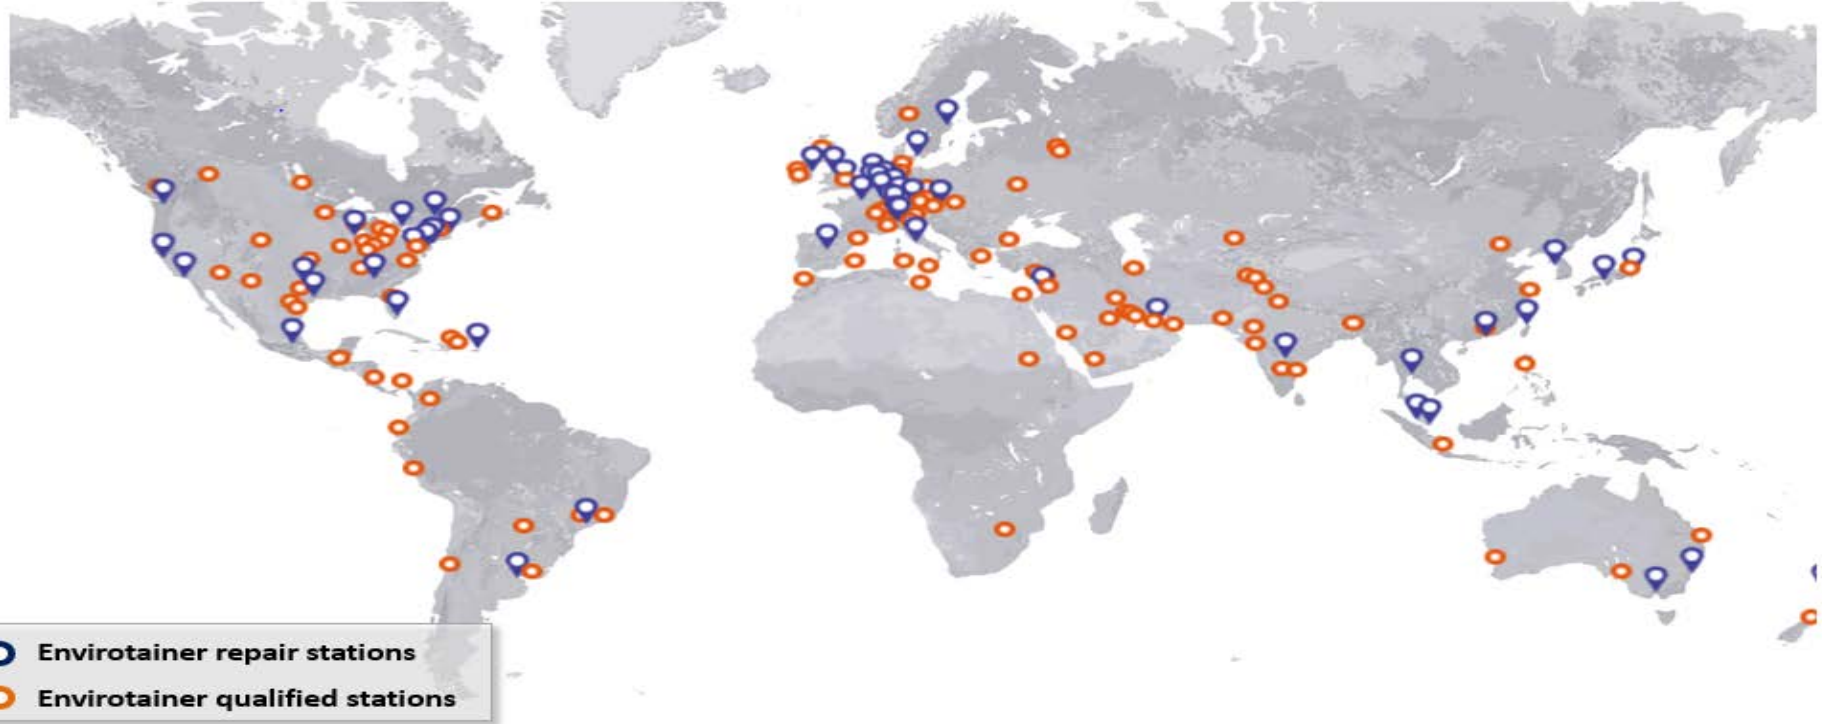 Envirotainer repair stations
Envirotainer qualified stations